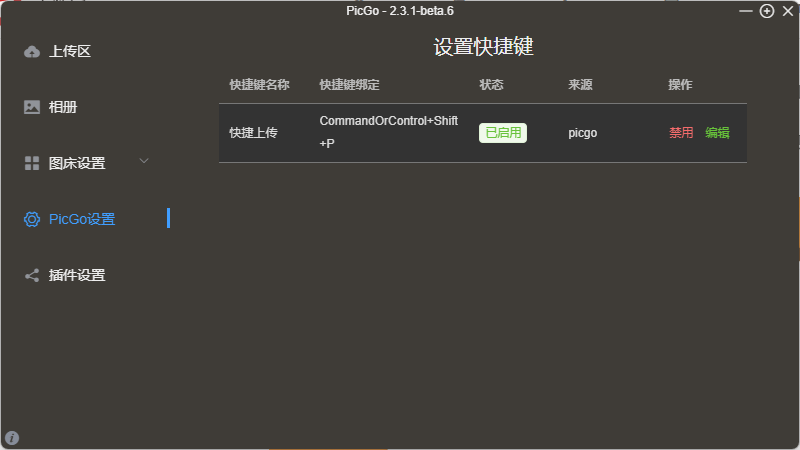 PicGo - 2.3.1-beta.6
上传区
相册
图床设置
PicGo设置
插件设置
设置快捷键
快捷键名称 快捷键绑定 状态 来源 操作
快捷上传 CommandOrControl+Shift+P 已启用 picgo 禁用 编辑